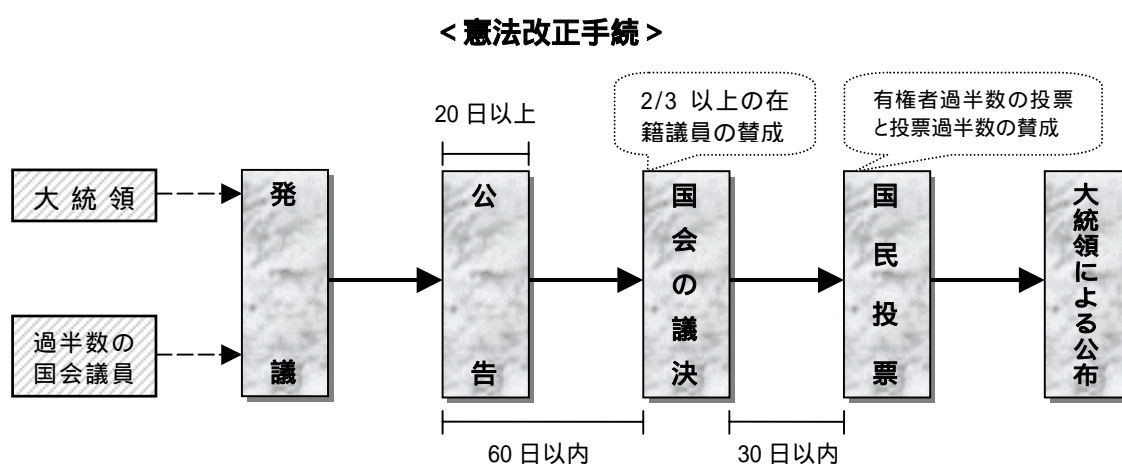 <憲法改正手続>
20 日以上
2/3 以上の在
籍議員の賛成
有権者過半数の投票
と投票過半数の賛成
大統領
過半数の
国会議員
発議
公告
国会の議決
国民投票
大統領による公布
60 日以内
30 日以内